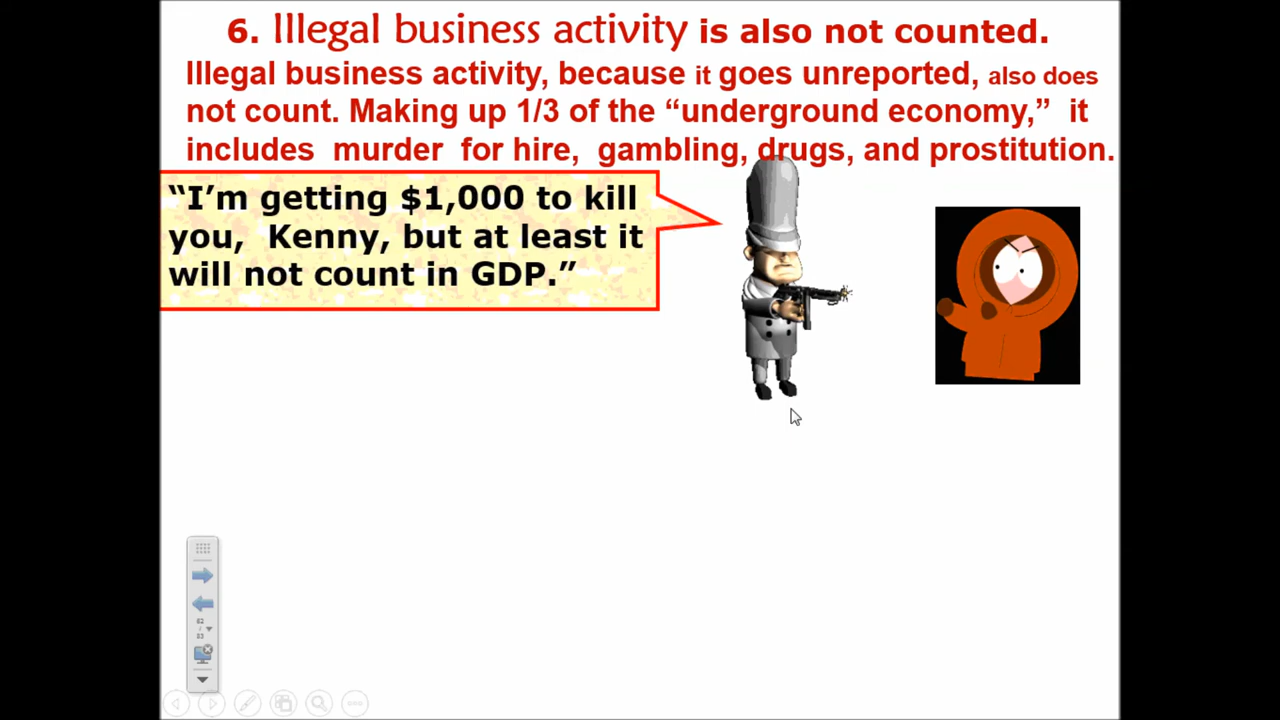 6. Illegal business activity is also not counted.
Illegal business activity, because it goes unreported, also does
not count. Making up 1/3 of the “underground economy,” it
includes murder for hire, gambling, drugs, and prostitution.
“I’m getting $1,000 to kill
you, Kenny, but at least it
will not count in GDP.”